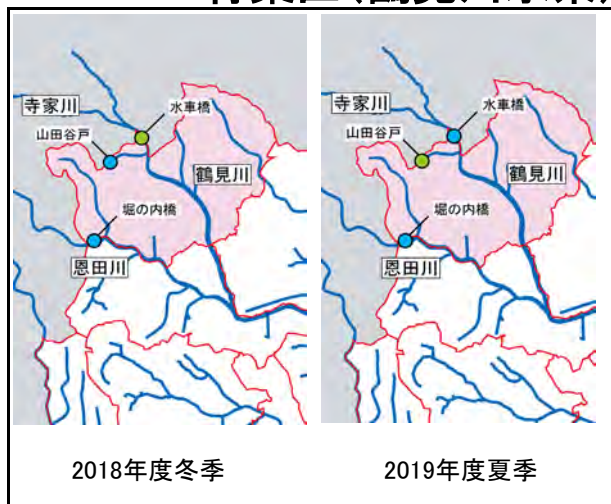 寺家川
水車橋
山田谷戸
鶴見川
堀の内橋
恩田川
2018年度冬季
寺家川
水車橋
山田谷戸
鶴見川
堀の内橋
恩田川
2019年度夏季